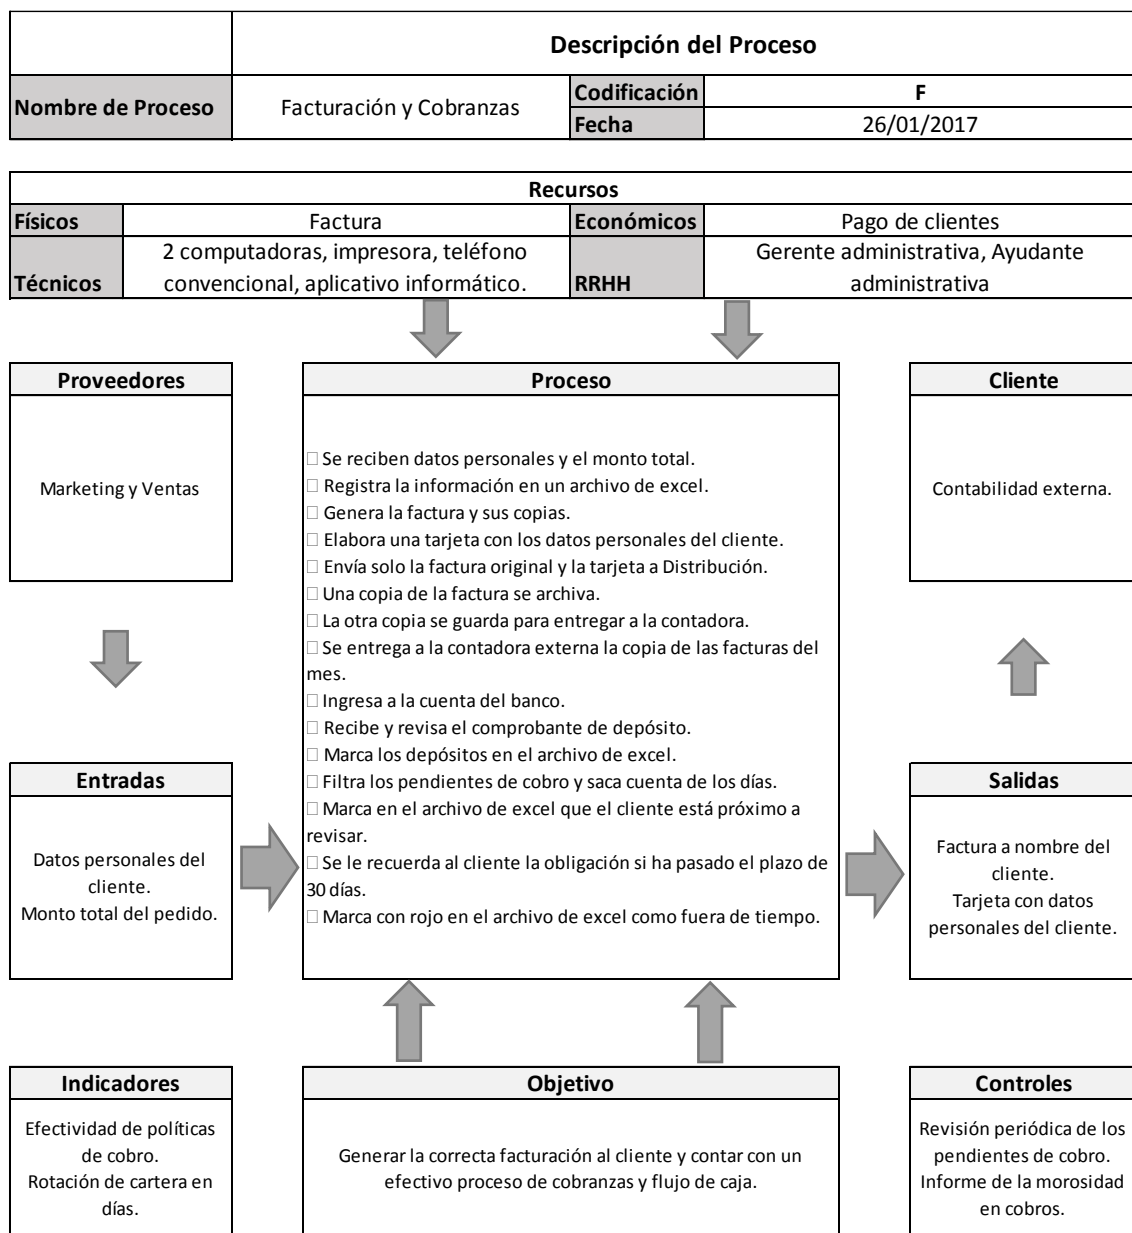 Descripción del Proceso
Nombre de Proceso
Facturación y Cobranzas
Codificación
F
Fecha
26/01/2017
Recursos
Físicos
Factura
Económicos
Pago de clientes
Técnicos
2 computadoras, impresora, teléfono
convencional, aplicativo informático.
RRHH
Gerente administrativa, Ayudante
administrativa
Proveedores
Marketing y Ventas
Proceso
Se reciben datos personales y el monto total.
Registra la información en un archivo de excel.
Genera la factura y sus copias.
Elabora una tarjeta con los datos personales del cliente.
Envía solo la factura original y la tarjeta a Distribución.
Una copia de la factura se archiva.
La otra copia se guarda para entregar a la contadora.
Se entrega a la contadora externa la copia de las facturas del
mes.
Ingresa a la cuenta del banco.
Recibe y revisa el comprobante de depósito.
Marca los depósitos en el archivo de excel.
Filtra los pendientes de cobro y saca cuenta de los días.
Marca en el archivo de excel que el cliente está próximo a
revisar.
Se le recuerda al cliente la obligación si ha pasado el plazo de
30 días.
Marca con rojo en el archivo de excel como fuera de tiempo.
Cliente
Contabilidad externa.
Entradas
Datos personales del
cliente.
Monto total del pedido.
Salidas
Factura a nombre del
cliente.
Tarjeta con datos
personales del cliente.
Indicadores
Efectividad de políticas
de cobro.
Rotación de cartera en
días.
Objetivo
Generar la correcta facturación al cliente y contar con un
efectivo proceso de cobranzas y flujo de caja.
Controles
Revisión periódica de los
pendientes de cobro.
Informe de la morosidad
en cobros.